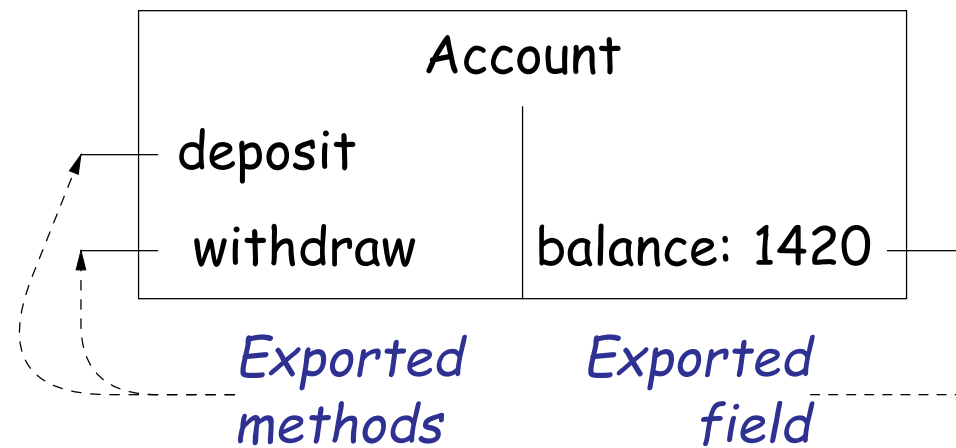 Account
deposit
withdraw
balance: 1420
Exported
methods
Exported
field